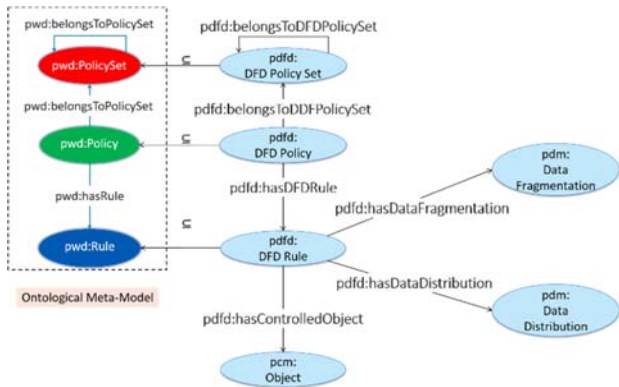 pwd:belongsToPolicySet
pdfd:belongsToDFDPolicySet
pwd:PolicySet
⊆
pdfd:
DFD Policy Set
pwd:belongsToPolicySet
pdfd:belongsToDDFPolicySet
pwd:Policy
⊆
pdfd:
DFD Policy
pdm:
Data
Fragmentation
pwd:hasRule
pdfd:hasDFDRule
pdfd:hasDataFragmentation
pwd:Rule
⊆
pdfd:
DFD Rule
pdfd:hasDataDistribution
Ontological Meta-Model
pdm:
Data
Distribution
pdfd:hasControlledObject
pcm:
Object